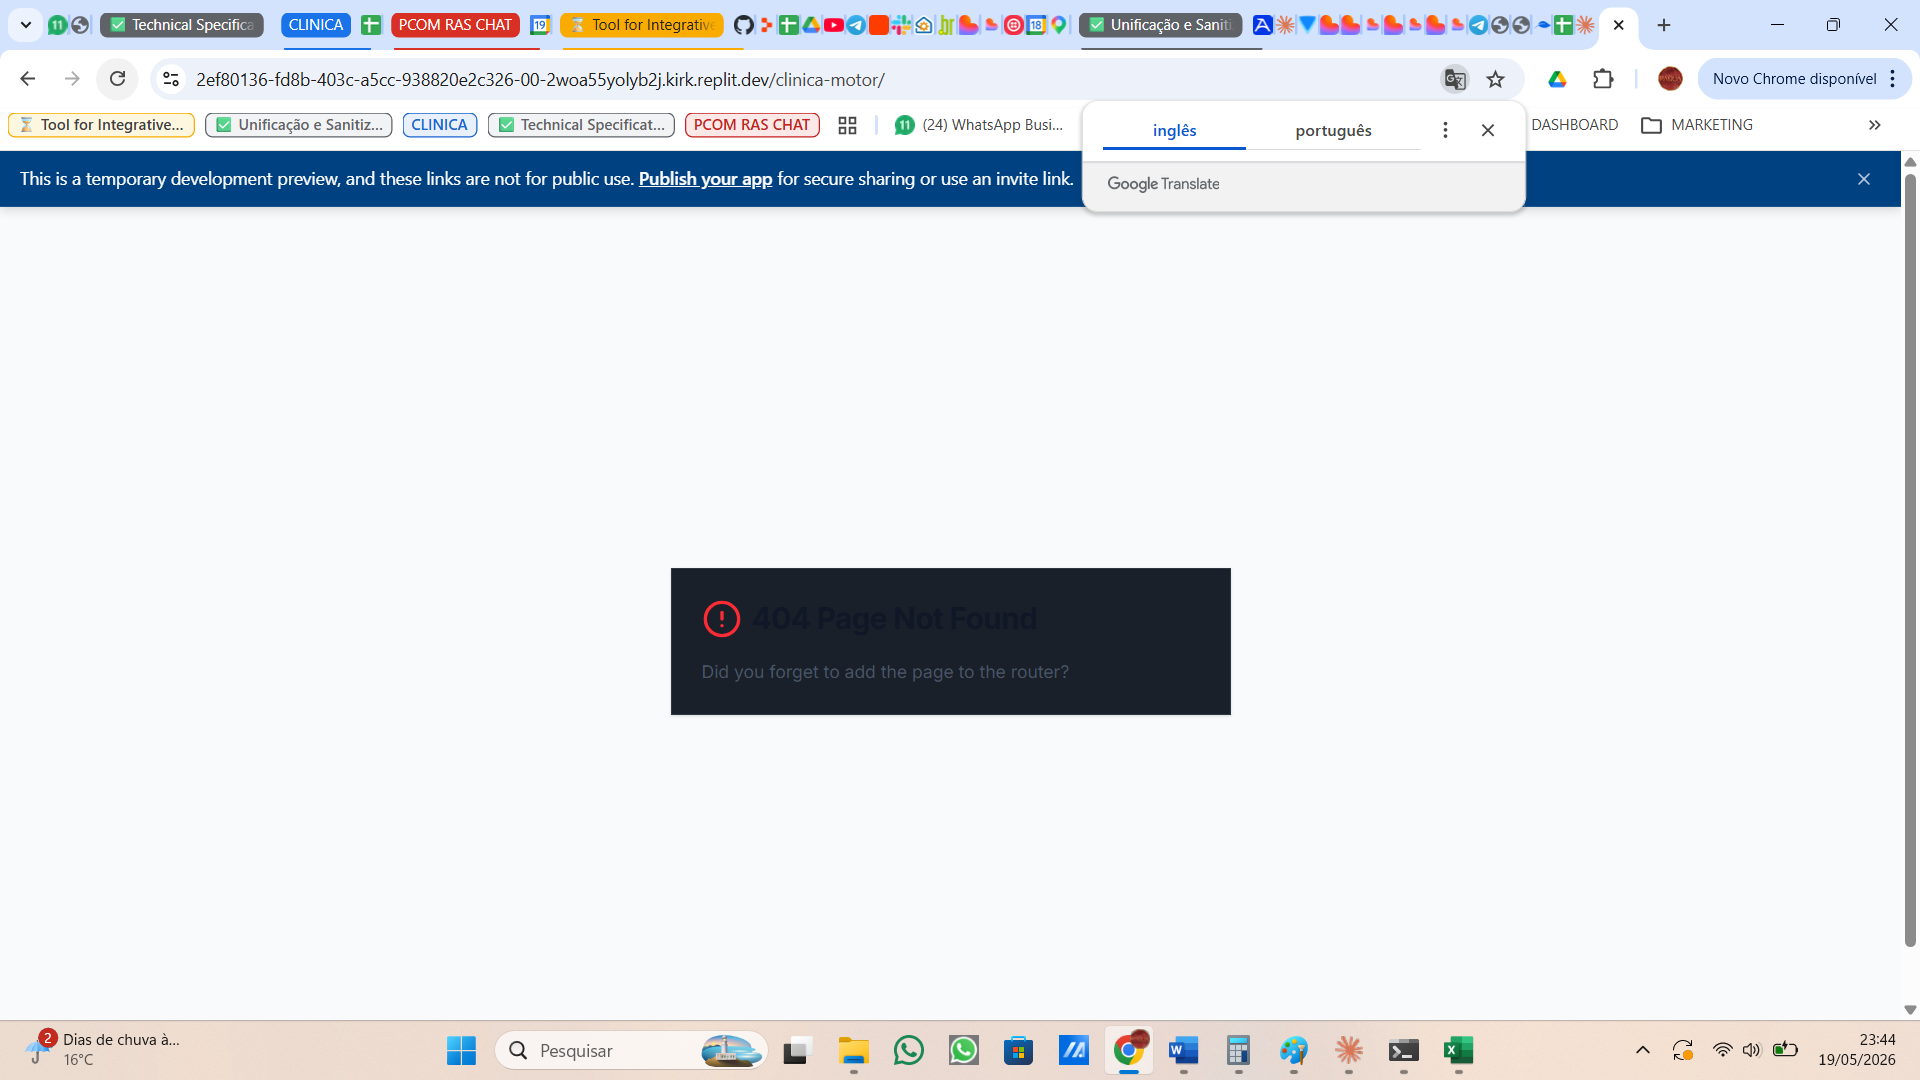 Technical Specifica
CLINICA
PCOM RAS CHAT
Tool for Integrative
Unificação e Saniti
2ef80136-fd8b-403c-a5cc-938820e2c326-00-2woa55yolyb2j.kirk.replit.dev/clinica-motor/
Novo Chrome disponível
Tool for Integrative...
Unificação e Sanitiz...
CLINICA
Technical Specificat...
PCOM RAS CHAT
(24) WhatsApp Busi...
DASHBOARD
MARKETING
inglês
português
Google Translate
This is a temporary development preview, and these links are not for public use. Publish your app for secure sharing or use an invite link.
404 Page Not Found
Did you forget to add the page to the router?
2
Dias de chuva à...
16°C
Pesquisar
23:44
19/05/2026